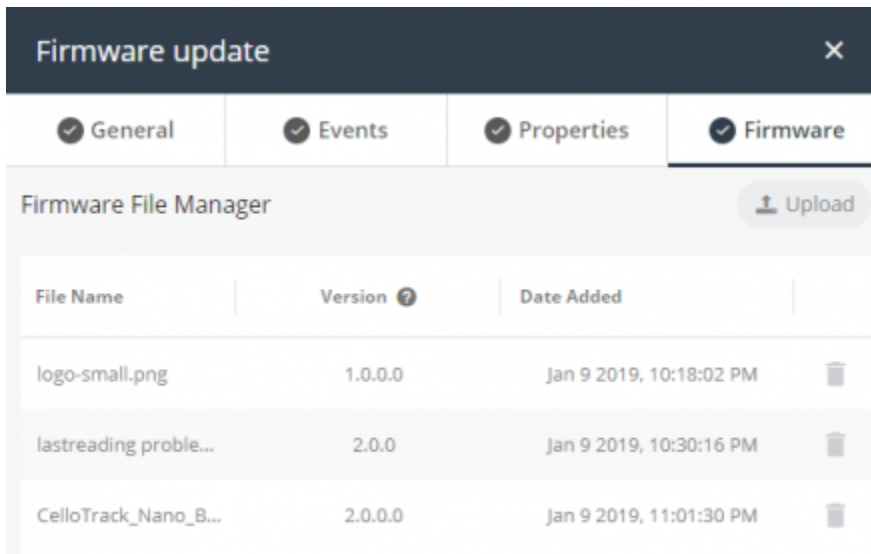 Firmware update
General Events Properties Firmware
Firmware File Manager Upload
File Name Version Date Added
logo-small.png 1.0.0.0 Jan 9 2019, 10:18:02 PM
lastreading proble... 2.0.0 Jan 9 2019, 10:30:16 PM
CelloTrack_Nano_B... 2.0.0.0 Jan 9 2019, 11:01:30 PM